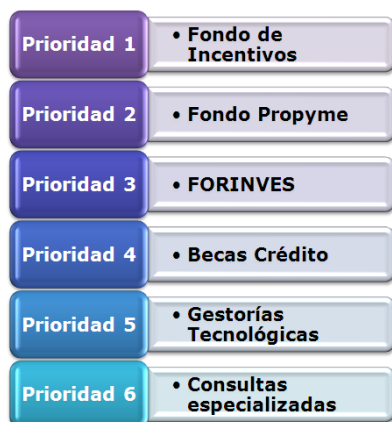 Prioridad 1
• Fondo de
Incentivos
Prioridad 2
• Fondo Propyme
Prioridad 3
• FORINVES
Prioridad 4
• Becas Crédito
Prioridad 5
• Gestorías
Tecnológicas
Prioridad 6
• Consultas
especializadas